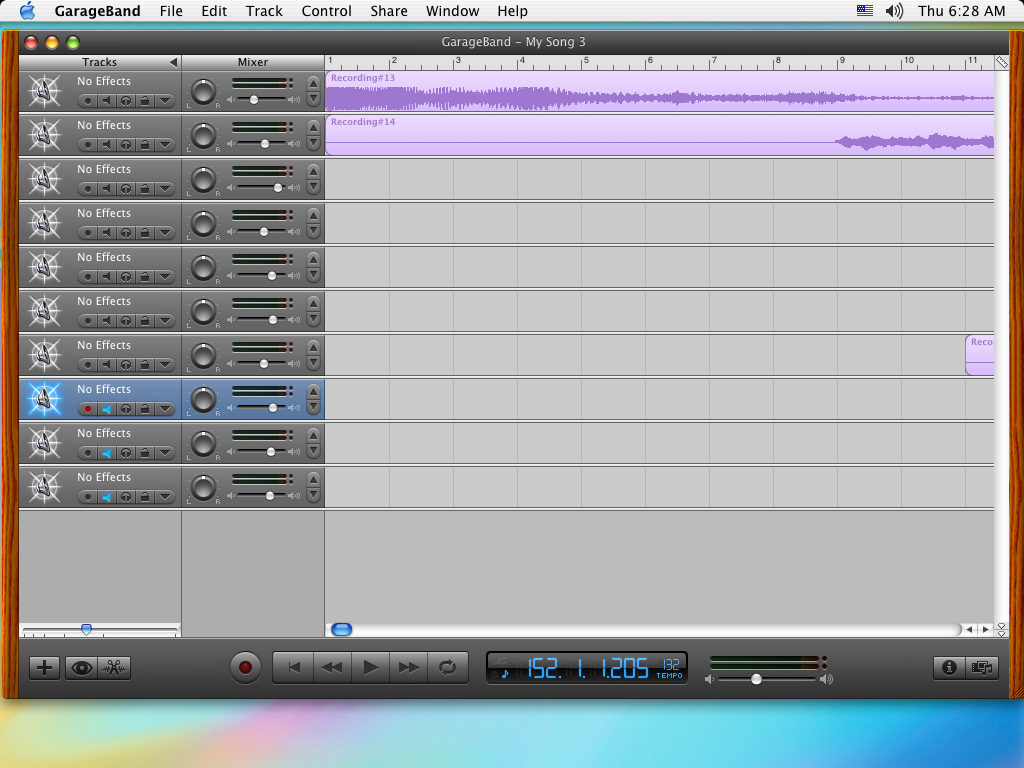 GarageBand File Edit Track Control Share Window Help Thu 6:28 AM
GarageBand – My Song 3
Tracks Mixer 1 2 3 4 5 6 7 8 9 10 11
No Effects L R Recording#13
No Effects L R Recording#14
No Effects L R
No Effects L R
No Effects L R
No Effects L R
No Effects L R Reco
No Effects L R
No Effects L R
No Effects L R
152. 1. 1.205 132
TEMPO